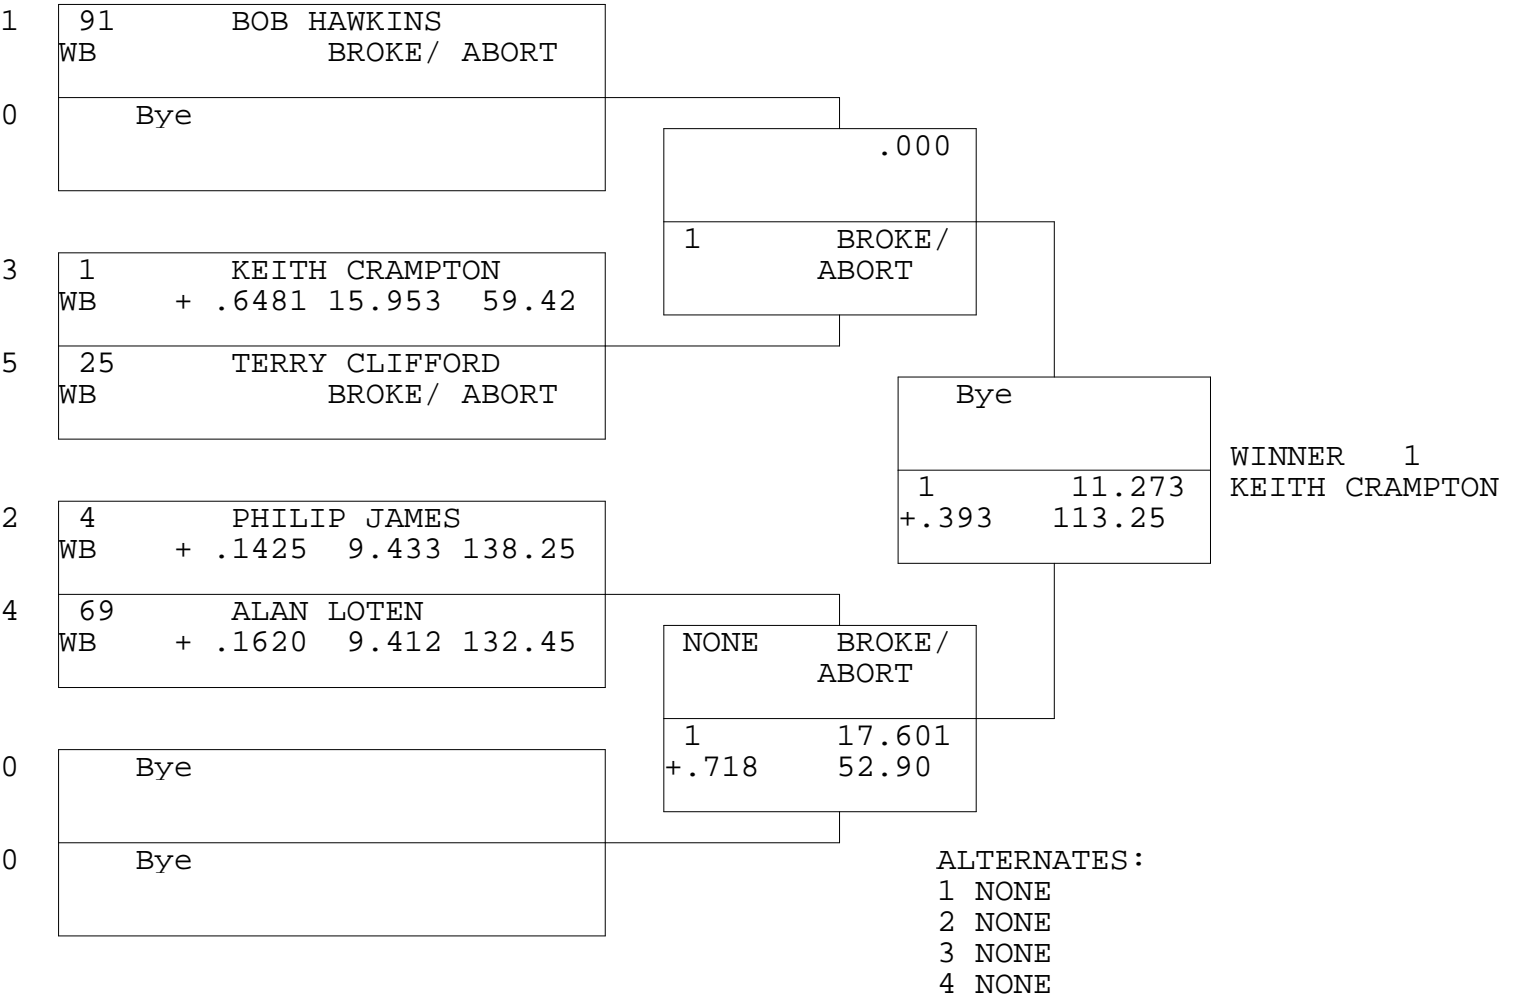 1 91 BOB HAWKINS
WB BROKE/ ABORT
0 Bye
.000
1 BROKE/
ABORT
3 1 KEITH CRAMPTON
WB + .6481 15.953 59.42
5 25 TERRY CLIFFORD
WB BROKE/ ABORT
Bye
1 11.273
+.393 113.25
WINNER 1
KEITH CRAMPTON
2 4 PHILIP JAMES
WB + .1425 9.433 138.25
4 69 ALAN LOTEN
WB + .1620 9.412 132.45
NONE BROKE/
ABORT
1 17.601
+.718 52.90
0 Bye
0 Bye
ALTERNATES:
1 NONE
2 NONE
3 NONE
4 NONE